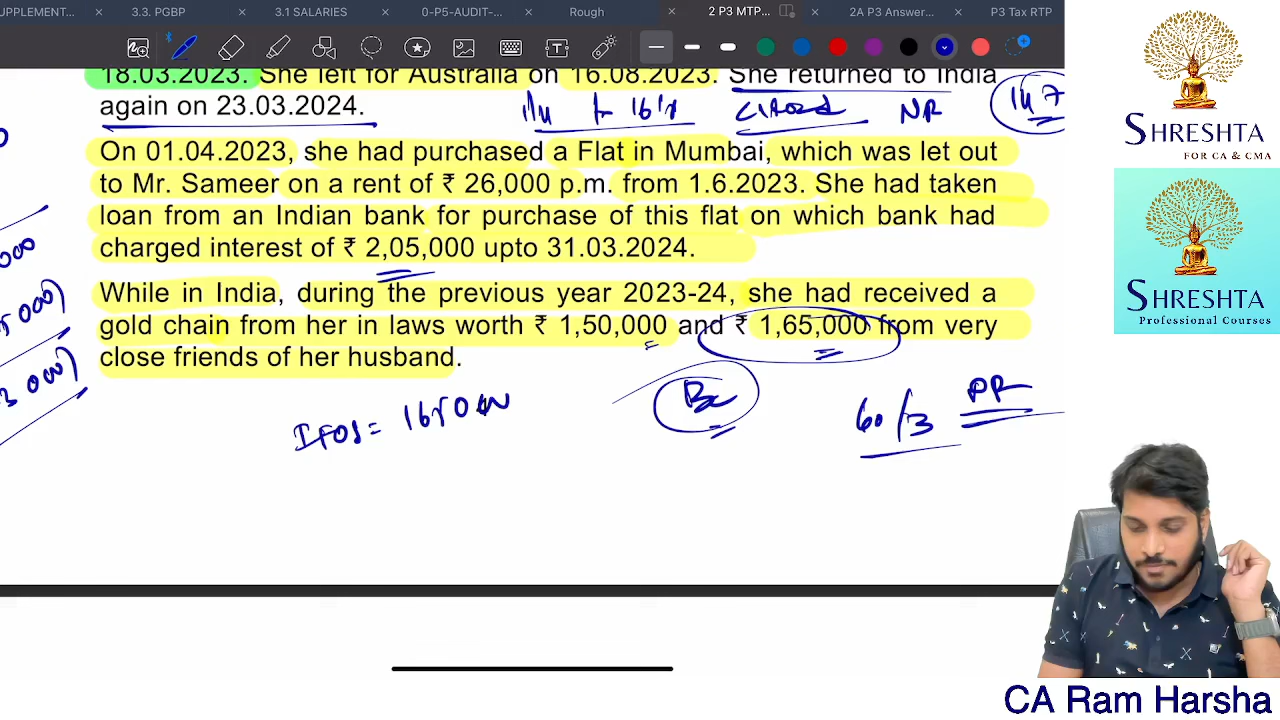 UPPLEMENT... 3.3. PGBP 3.1 SALARIES 0-P5-AUDIT-... Rough 2 P3 MTP... 2A P3 Answer... P3 Tax RTP
18.03.2023. She left for Australia on 16.08.2023. She returned to India
again on 23.03.2024.
NR
147
On 01.04.2023, she had purchased a Flat in Mumbai, which was let out
to Mr. Sameer on a rent of ₹ 26,000 p.m. from 1.6.2023. She had taken
loan from an Indian bank for purchase of this flat on which bank had
charged interest of ₹ 2,05,000 upto 31.03.2024.
While in India, during the previous year 2023-24, she had received a
gold chain from her in laws worth ₹ 1,50,000 and ₹ 1,65,000 from very
close friends of her husband.
IFOS = 165000
60/3
SHRESHTA
FOR CA & CMA
SHRESHTA
Professional Courses
CA Ram Harsha